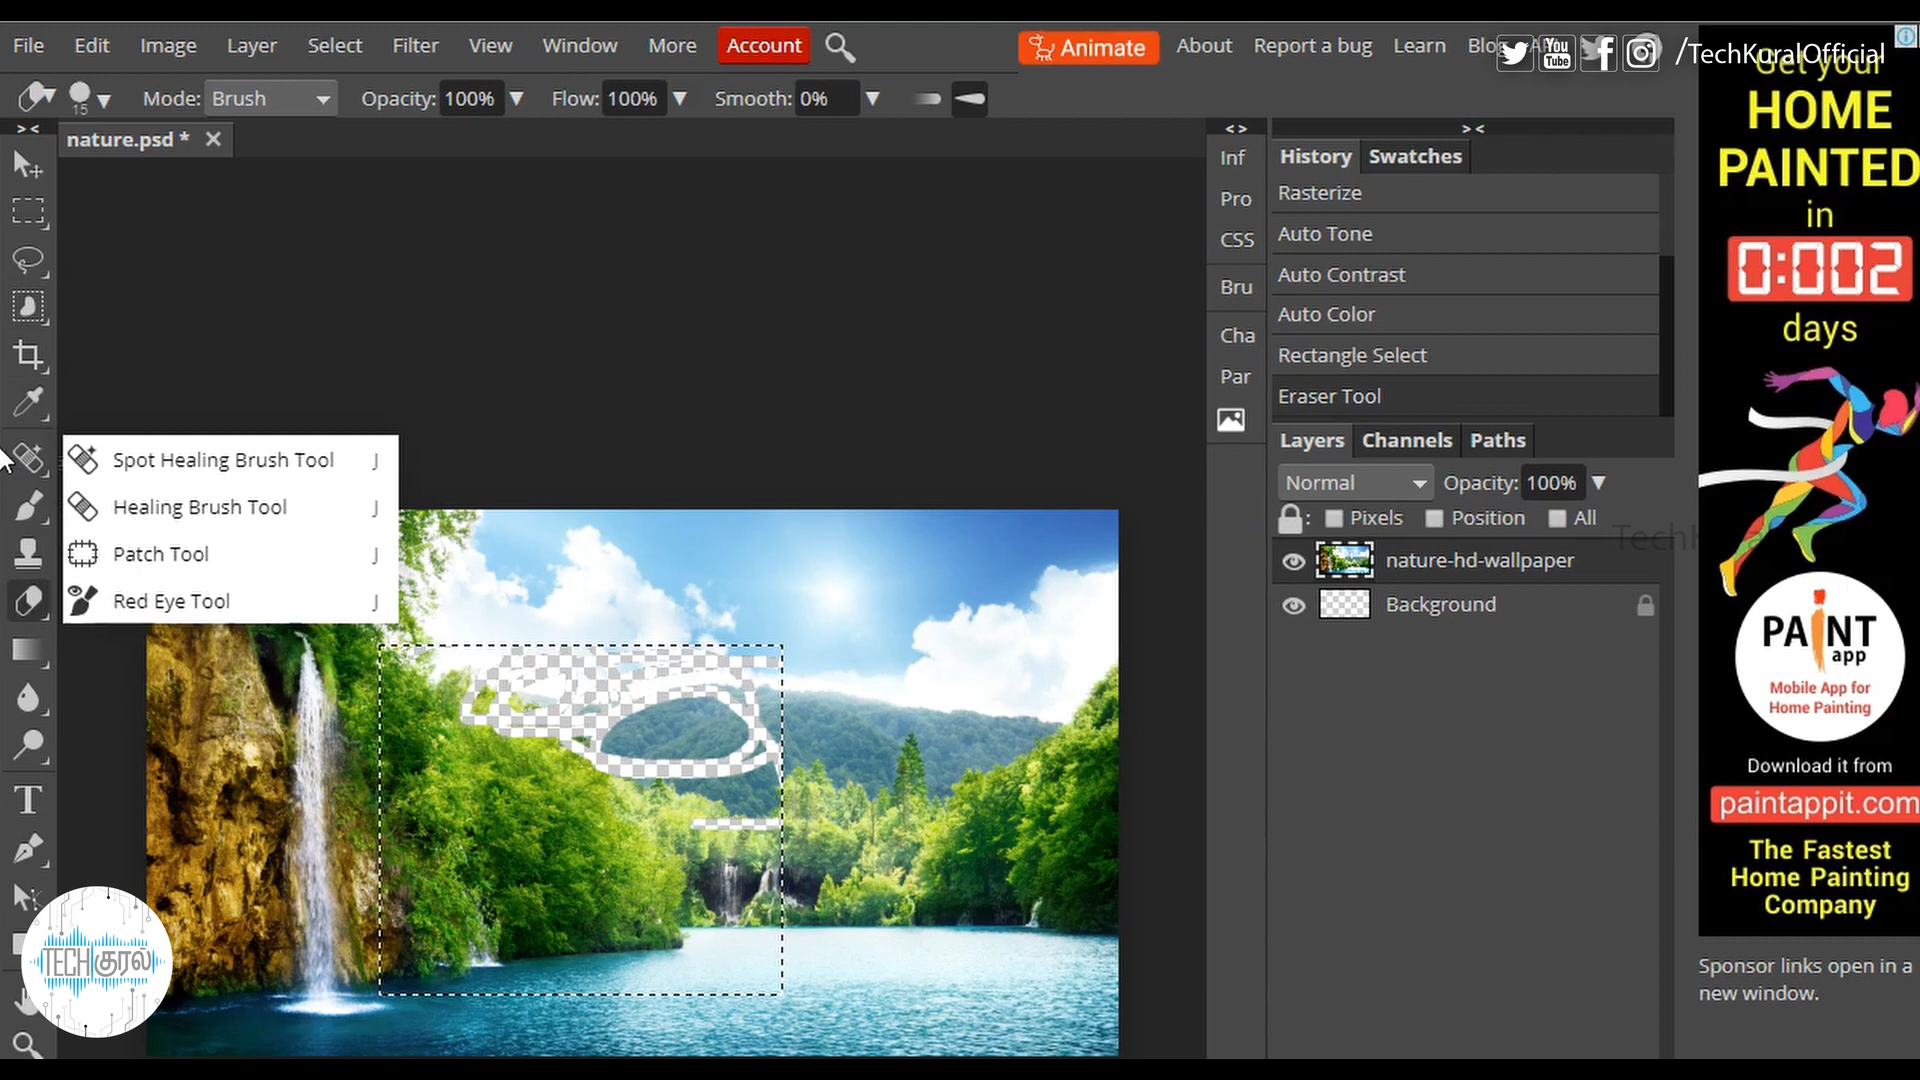 File Edit Image Layer Select Filter View Window More Account Animate About Report a bug Learn Blog
/TechKuralOfficial
You Tube
15 Mode: Brush Opacity: 100% Flow: 100% Smooth: 0%
> < < > > <
nature.psd *
Inf
Pro
CSS
Bru
Cha
Par
History Swatches
Rasterize
Auto Tone
Auto Contrast
Auto Color
Rectangle Select
Eraser Tool
Layers Channels Paths
Normal Opacity: 100%
: Pixels Position All
nature-hd-wallpaper
Background
Spot Healing Brush Tool J
Healing Brush Tool J
Patch Tool J
Red Eye Tool J
T
TECHகுரல்
TechK
Get your
HOME
PAINTED
in
0:002
days
PAINT
app
Mobile App for
Home Painting
Download it from
paintappit.com
The Fastest
Home Painting
Company
Sponsor links open in a
new window.